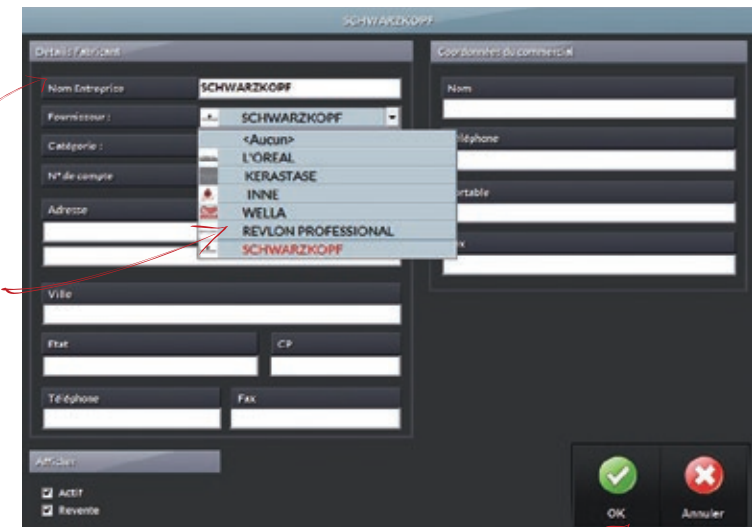 SCHWARZKOPF
Détails Fabricant
Coordonnées du commercial
Nom Entreprise
SCHWARZKOPF
Nom
Fournisseur :
SCHWARZKOPF
Catégorie :
<Aucun>
L'OREAL
N° de compte
KERASTASE
INNE
Adresse
WELLA
REVLON PROFESSIONAL
SCHWARZKOPF
Ville
Etat
CP
Téléphone
Fax
Afficher
Actif
Revente
OK
Annuler